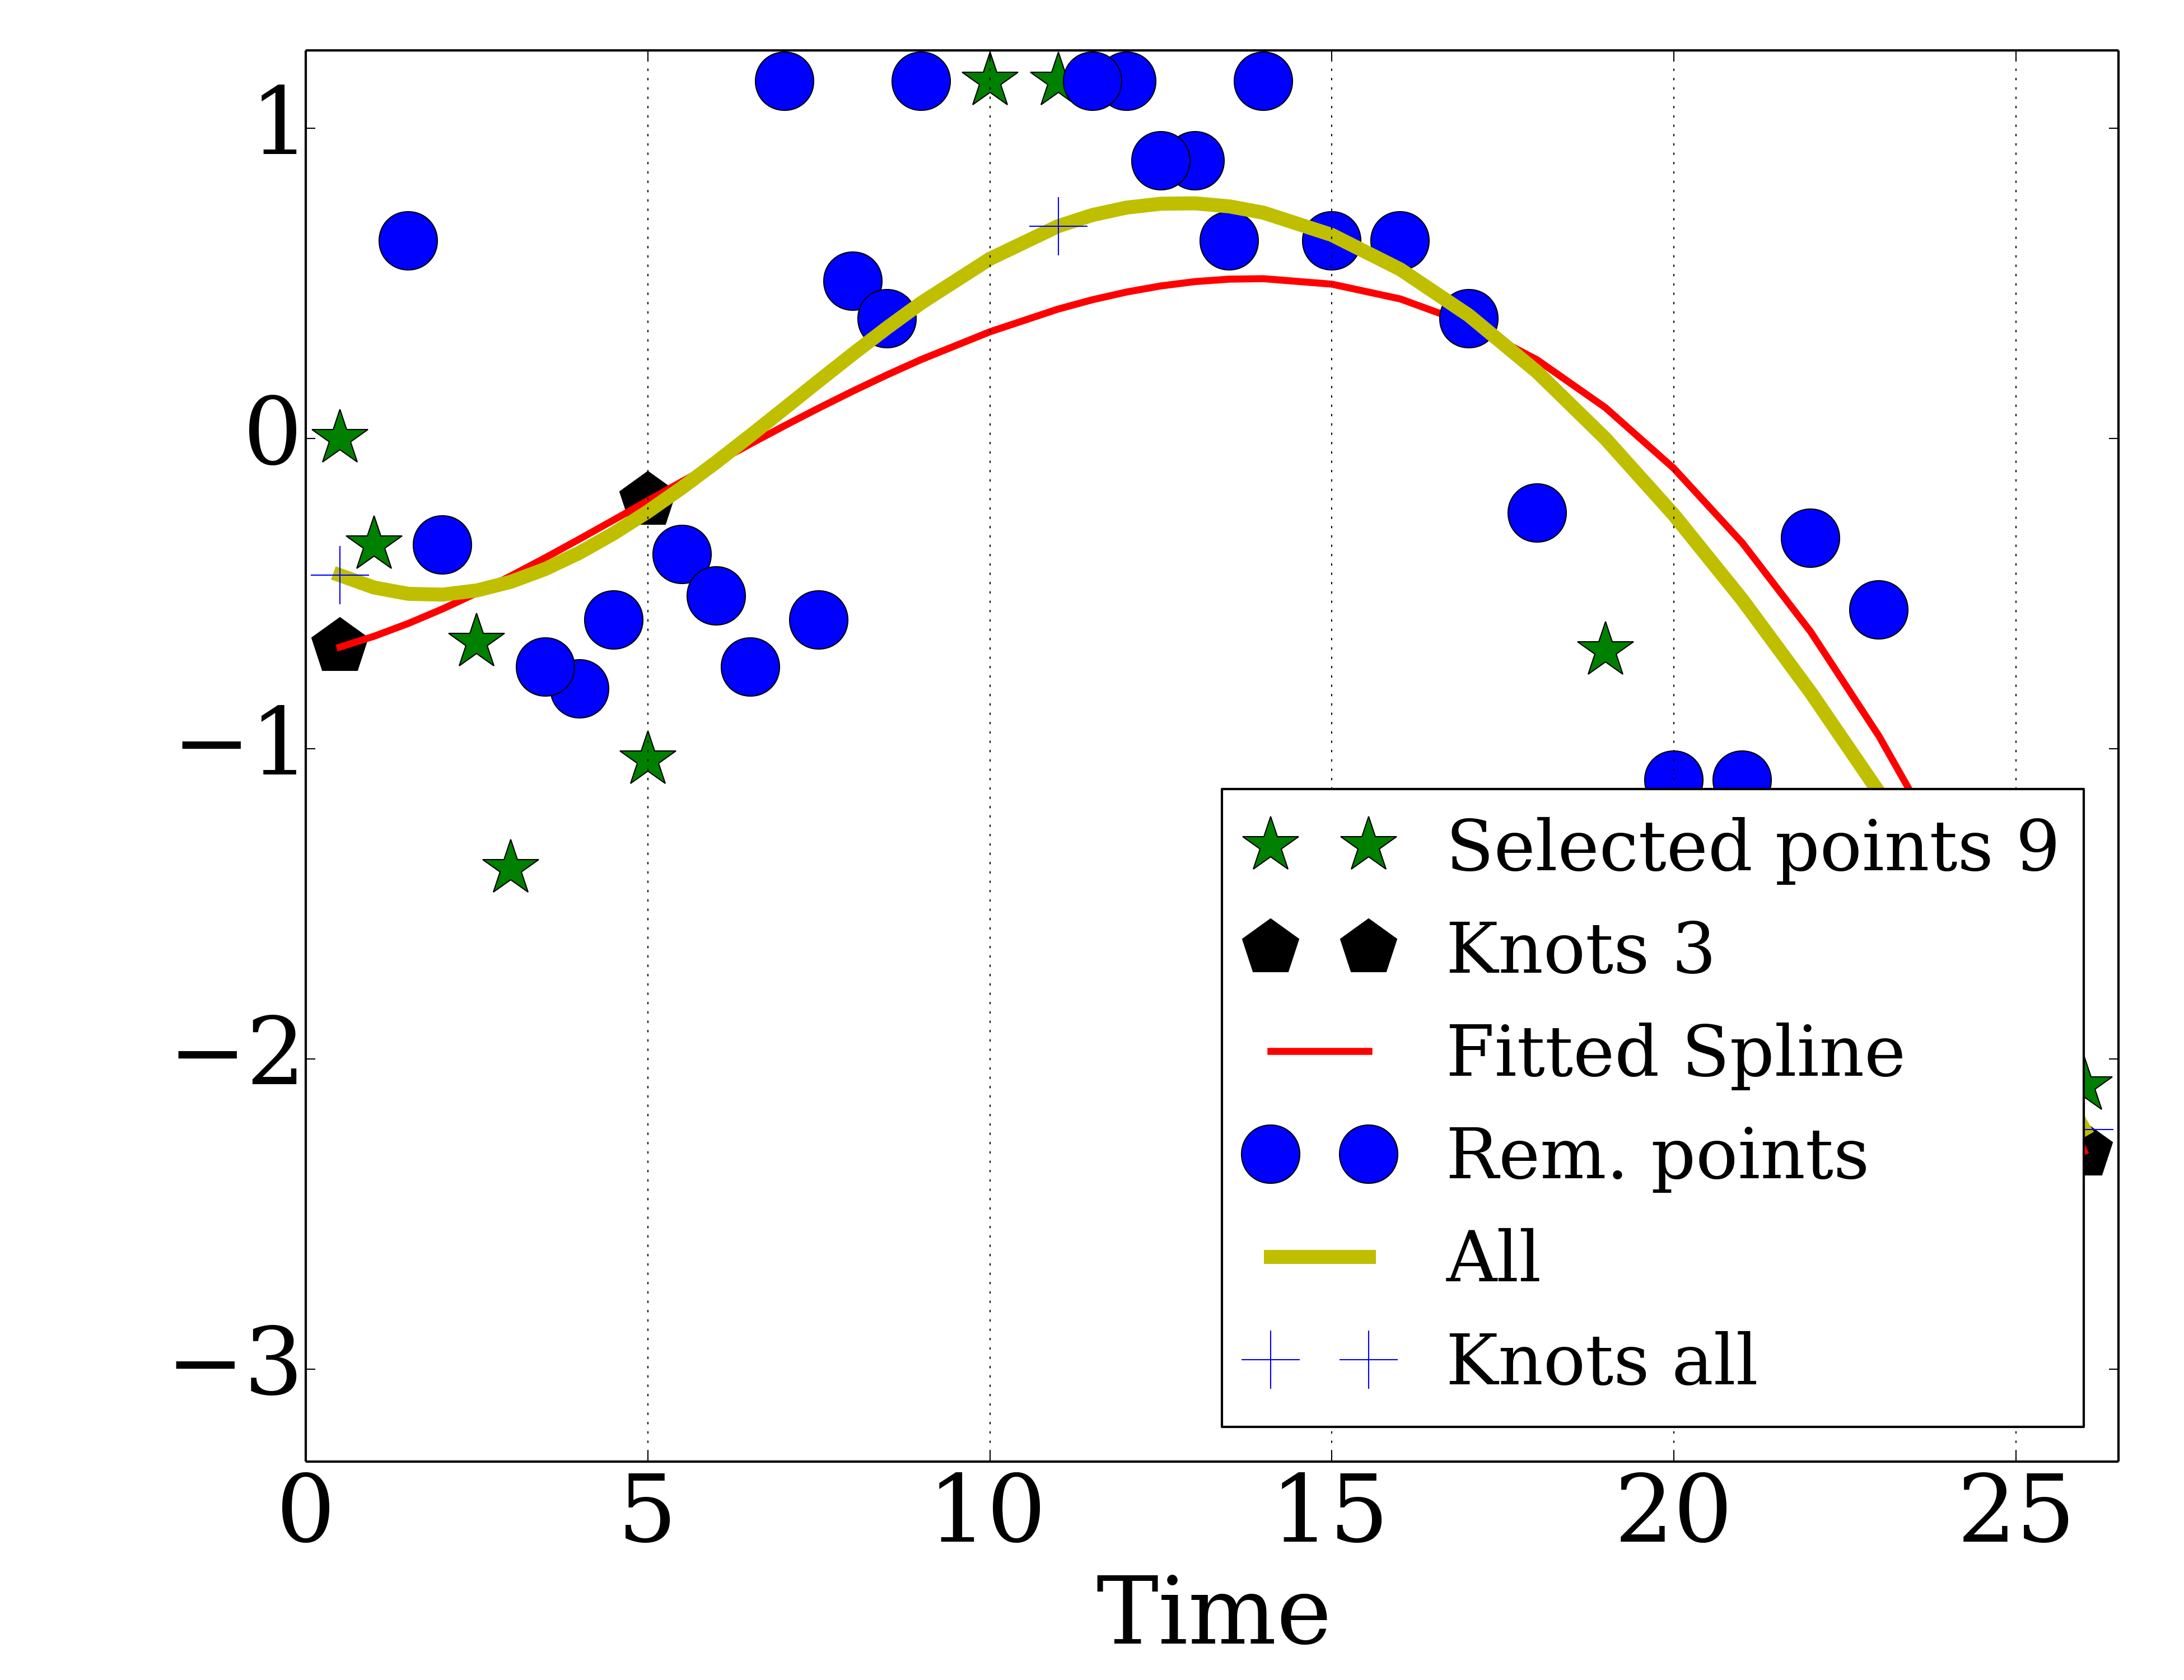 1
0
−1
−2
−3
0 5 10 15 20 25
Time
Selected points 9
Knots 3
Fitted Spline
Rem. points
All
Knots all